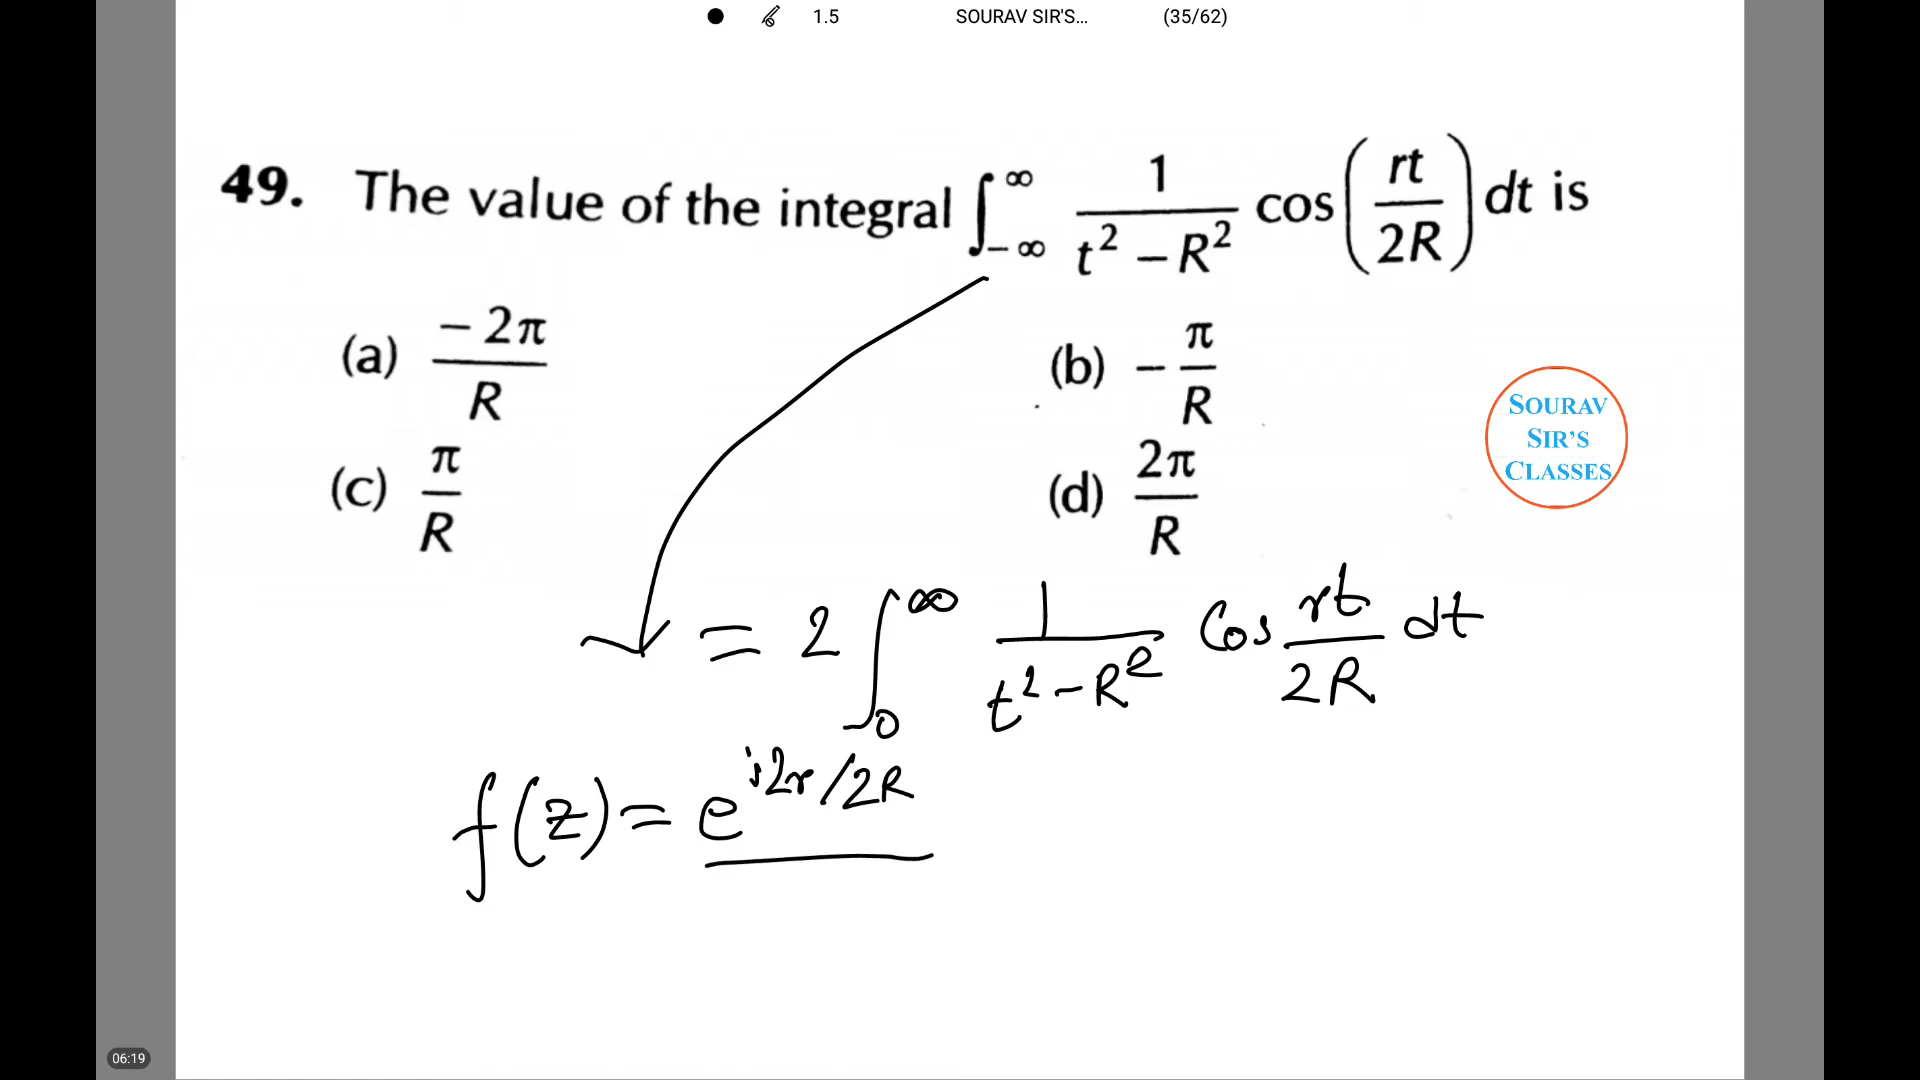 1.5 SOURAV SIR'S... (35/62)
49. The value of the integral ∫_{-∞}^{∞} 1/(t² – R²) cos(rt/2R) dt is
(a) – 2π/R
(b) – π/R
(c) π/R
(d) 2π/R
SOURAV
SIR'S
CLASSES
= 2 ∫_0^∞ 1/(t² – R²) Cos rt/2R dt
f(z) = e^{i2r/2R}
06:19